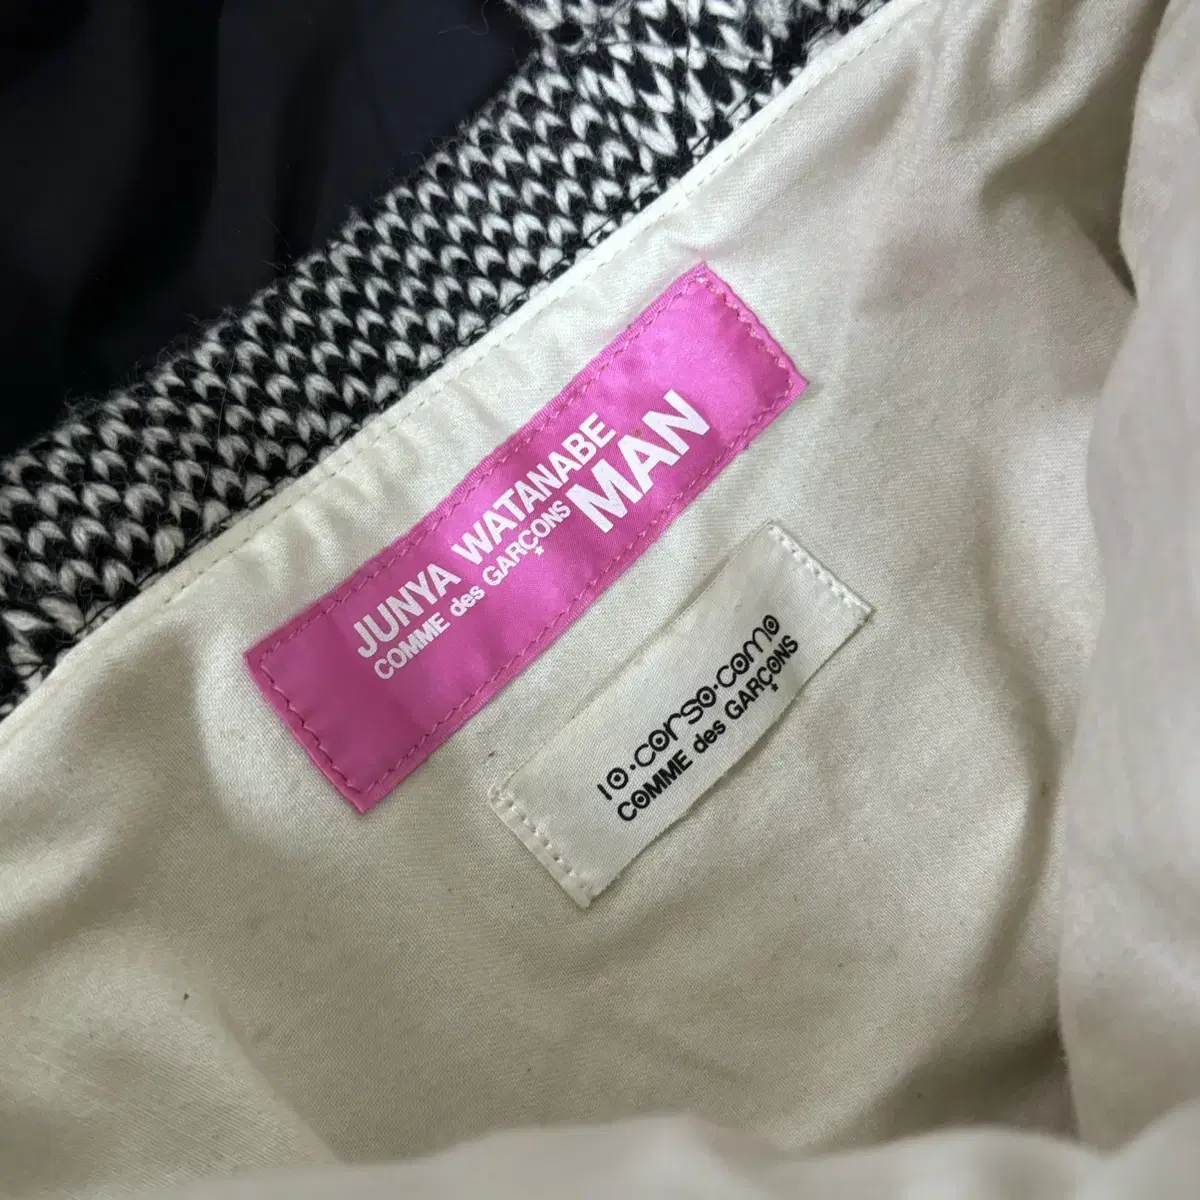 JUNYA WATANABE
COMME des GARÇONS MAN
10·corso·como
COMME des GARÇONS